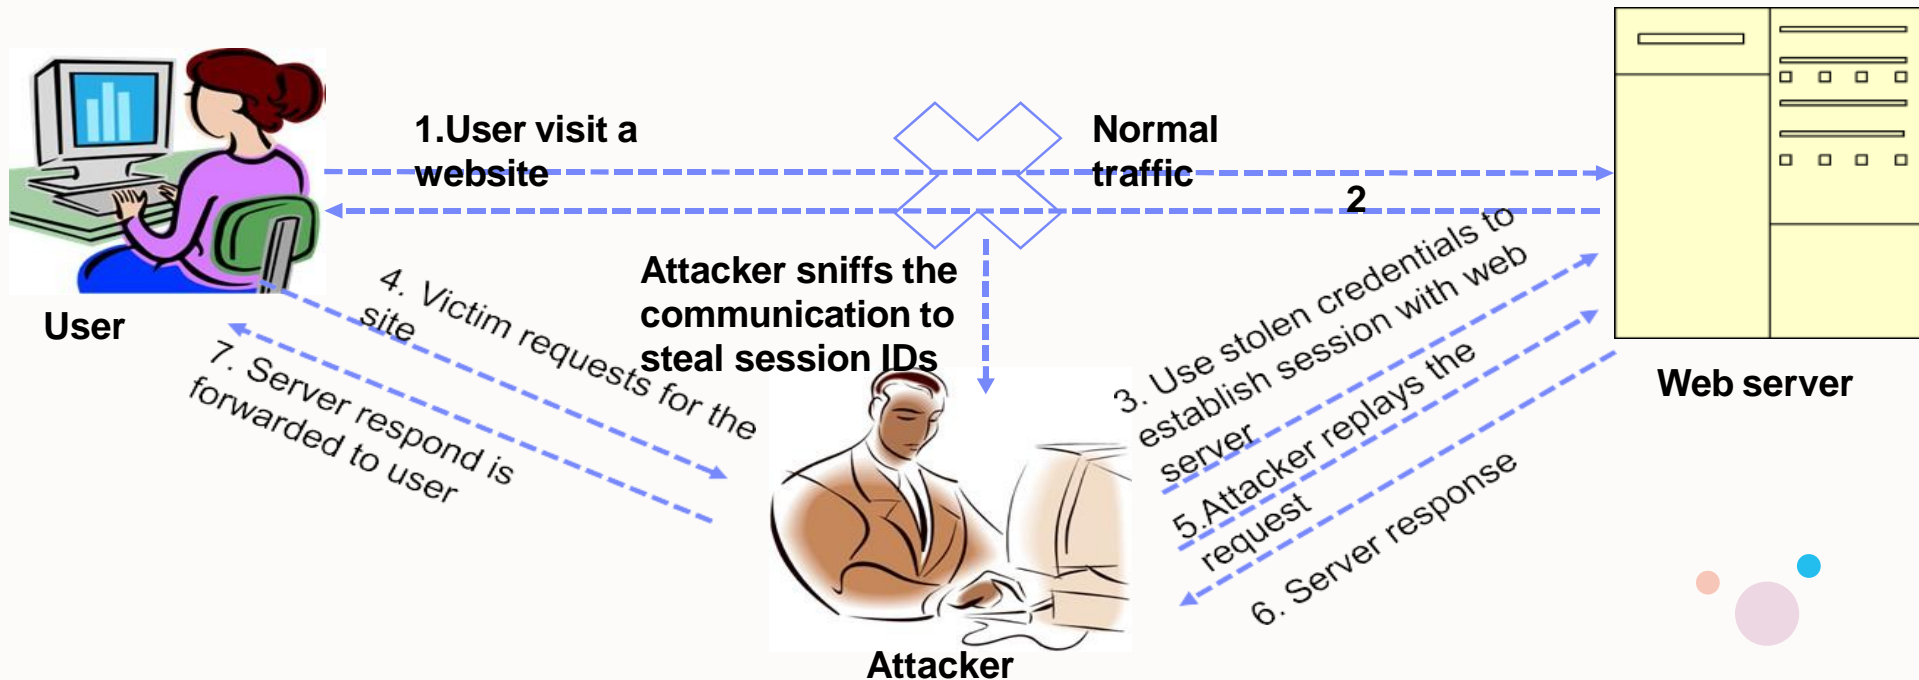 1.User visit a
website
Normal
traffic
2
Attacker sniffs the
communication to
steal session IDs
User
Web server
3. Use stolen credentials to
establish session with web
server
4. Victim requests for the
site
5.Attacker replays the
request
6. Server response
7. Server respond is
forwarded to user
Attacker